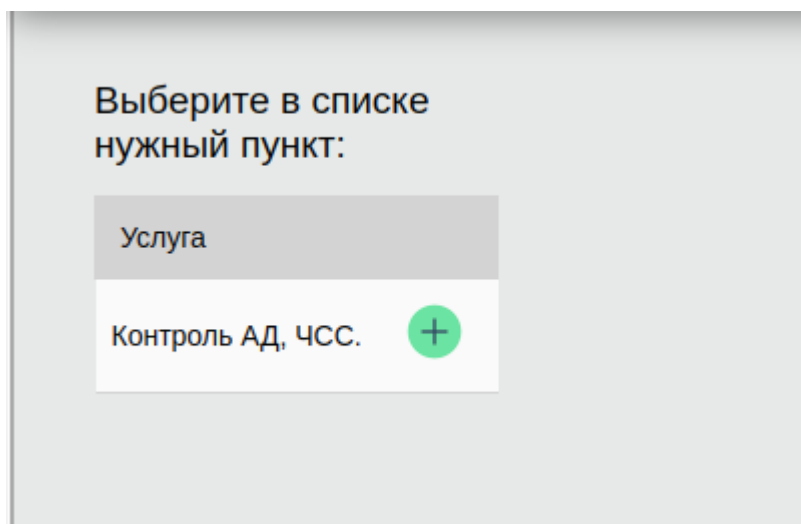 Выберите в списке
нужный пункт:
Услуга
Контроль АД, ЧСС.